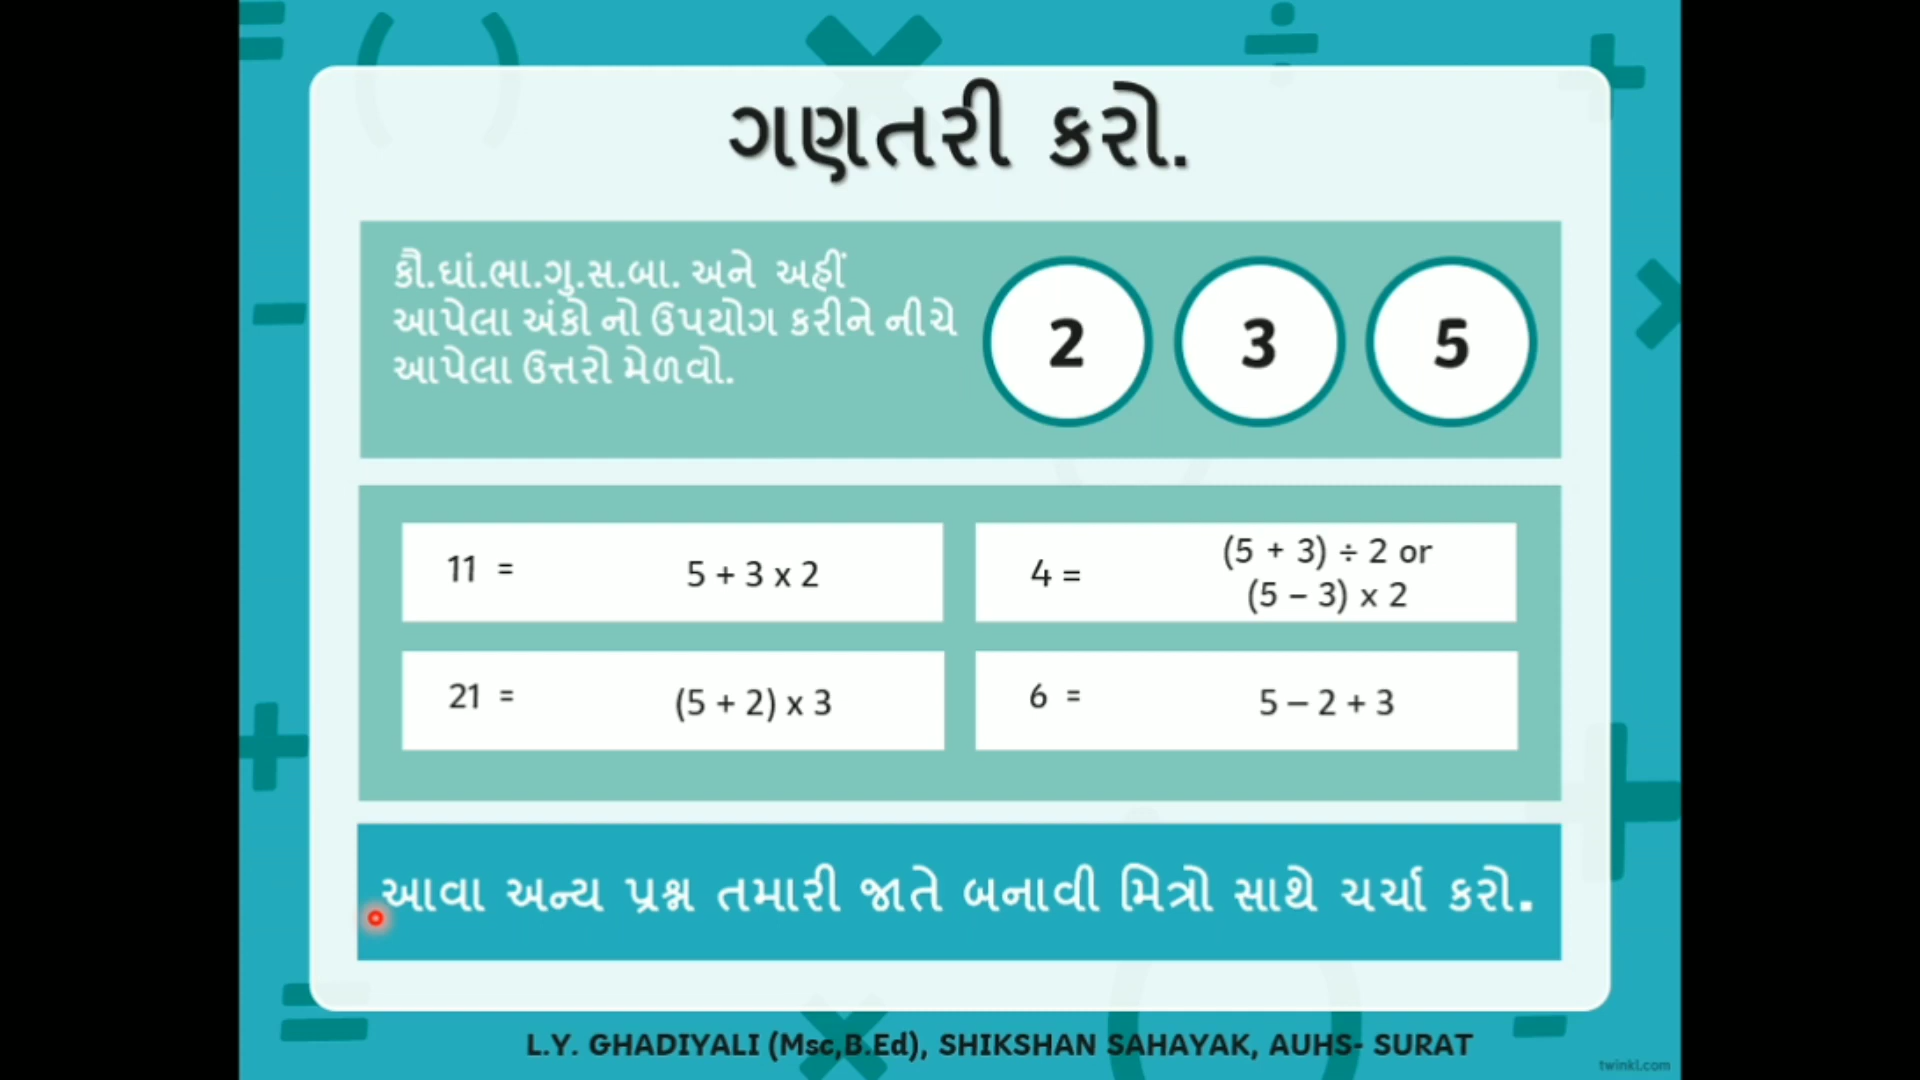 ગણતરી કરો.
કૌ.ઘાં.ભા.ગુ.સ.બા. અને અહીં
આપેલા અંકો નો ઉપયોગ કરીને નીચે
આપેલા ઉત્તરો મેળવો.
2 3 5
11 = 5 + 3 x 2
4 = (5 + 3) ÷ 2 or
(5 – 3) x 2
21 = (5 + 2) x 3
6 = 5 – 2 + 3
આવા અન્ય પ્રશ્ન તમારી જાતે બનાવી મિત્રો સાથે ચર્ચા કરો.
L.Y. GHADIYALI (Msc,B.Ed), SHIKSHAN SAHAYAK, AUHS- SURAT
twinkl.com